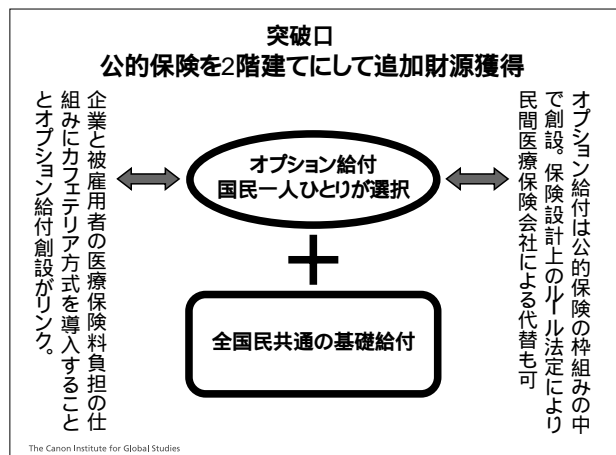 突破口
公的保険を2階建てにして追加財源獲得
オプション給付は公的保険の枠組みの中
で創設。保険設計上のルール法定により
民間医療保険会社による代替も可
オプション給付
国民一人ひとりが選択
企業と被雇用者の医療保険料負担の仕
組みにカフェテリア方式を導入すること
とオプション給付創設がリンク。
+
全国民共通の基礎給付
The Canon Institute for Global Studies